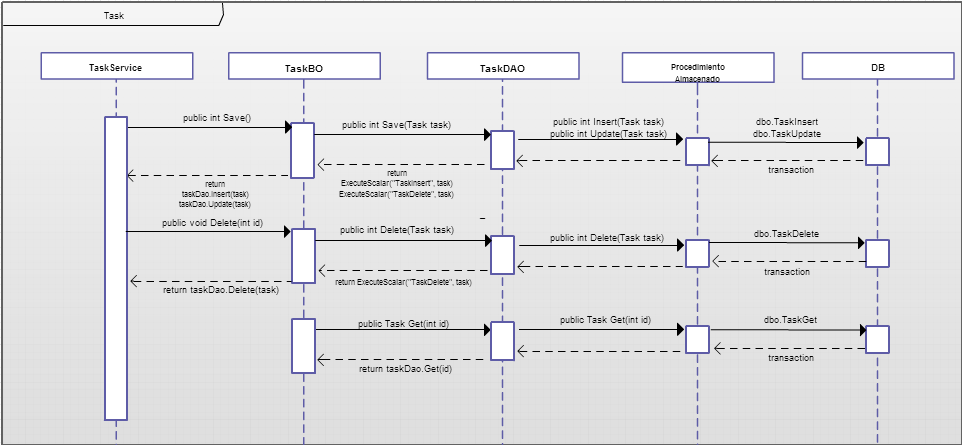 Task
TaskService
TaskBO
TaskDAO
Procedimiento
Almacenado
DB
public int Save()
public int Save(Task task)
public int Insert(Task task)
public int Update(Task task)
dbo.TaskInsert
dbo.TaskUpdate
transaction
return
ExecuteScalar("TaskInsert", task)
ExecuteScalar("TaskDelete", task)
return
taskDao.Insert(task)
taskDao.Update(task)
public void Delete(int id)
public int Delete(Task task)
public int Delete(Task task)
dbo.TaskDelete
transaction
return ExecuteScalar("TaskDelete", task)
return taskDao.Delete(task)
public Task Get(int id)
public Task Get(int id)
dbo.TaskGet
transaction
return taskDao.Get(id)